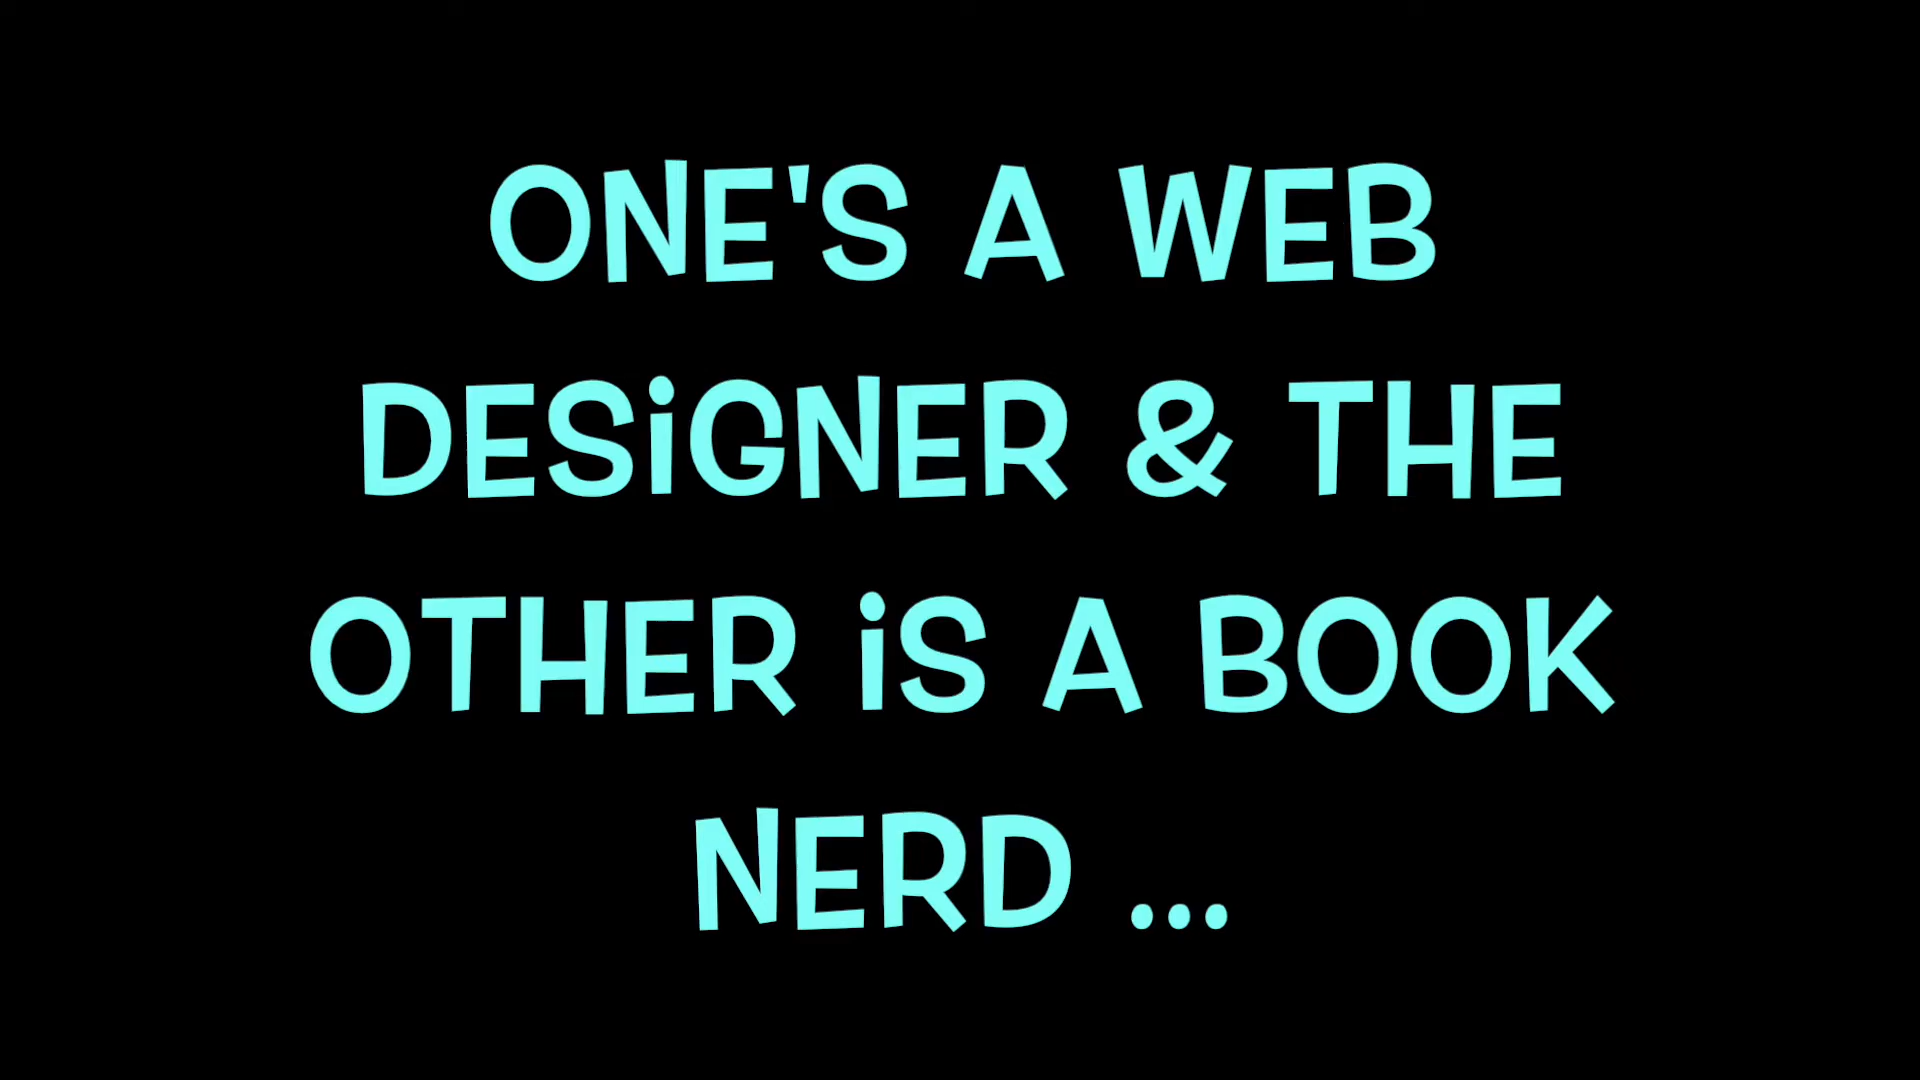 ONE'S A WEB
DESiGNER & THE
OTHER iS A BOOK
NERD ...